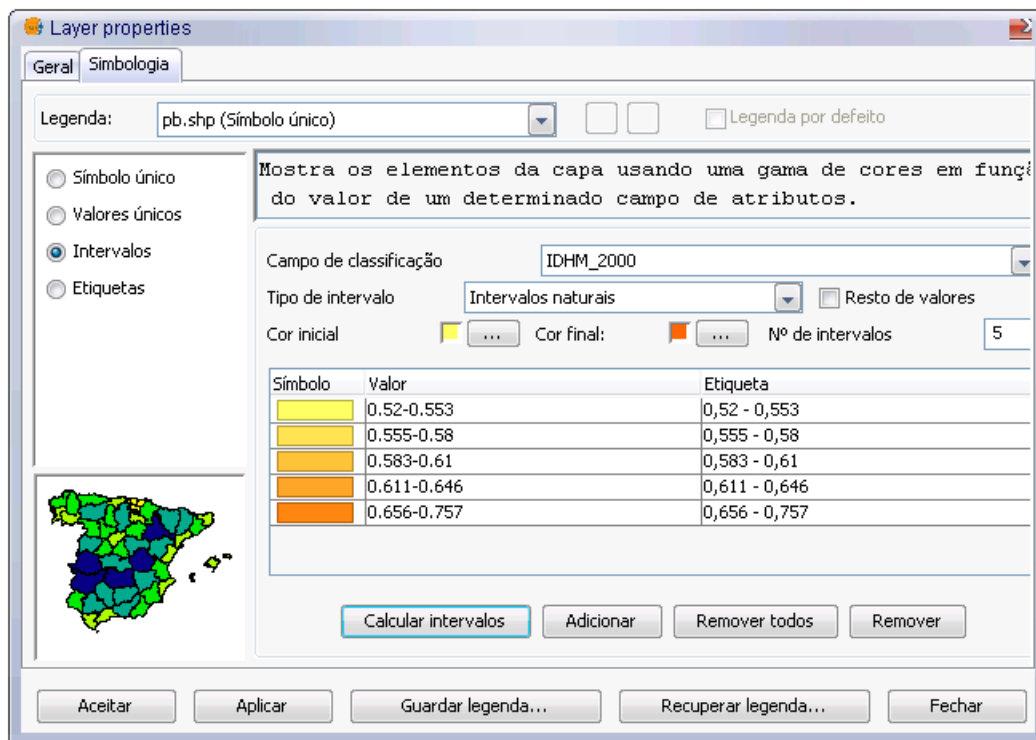 Layer properties
Geral Simbologia
Legenda: pb.shp (Símbolo único) Legenda por defeito
Símbolo único
Valores únicos
Intervalos
Etiquetas
Mostra os elementos da capa usando uma gama de cores em funçã
do valor de um determinado campo de atributos.
Campo de classificação IDHM_2000
Tipo de intervalo Intervalos naturais Resto de valores
Cor inicial ... Cor final: ... Nº de intervalos 5
Símbolo Valor Etiqueta
0.52-0.553 0,52 - 0,553
0.555-0.58 0,555 - 0,58
0.583-0.61 0,583 - 0,61
0.611-0.646 0,611 - 0,646
0.656-0.757 0,656 - 0,757
Calcular intervalos Adicionar Remover todos Remover
Aceitar Aplicar Guardar legenda... Recuperar legenda... Fechar